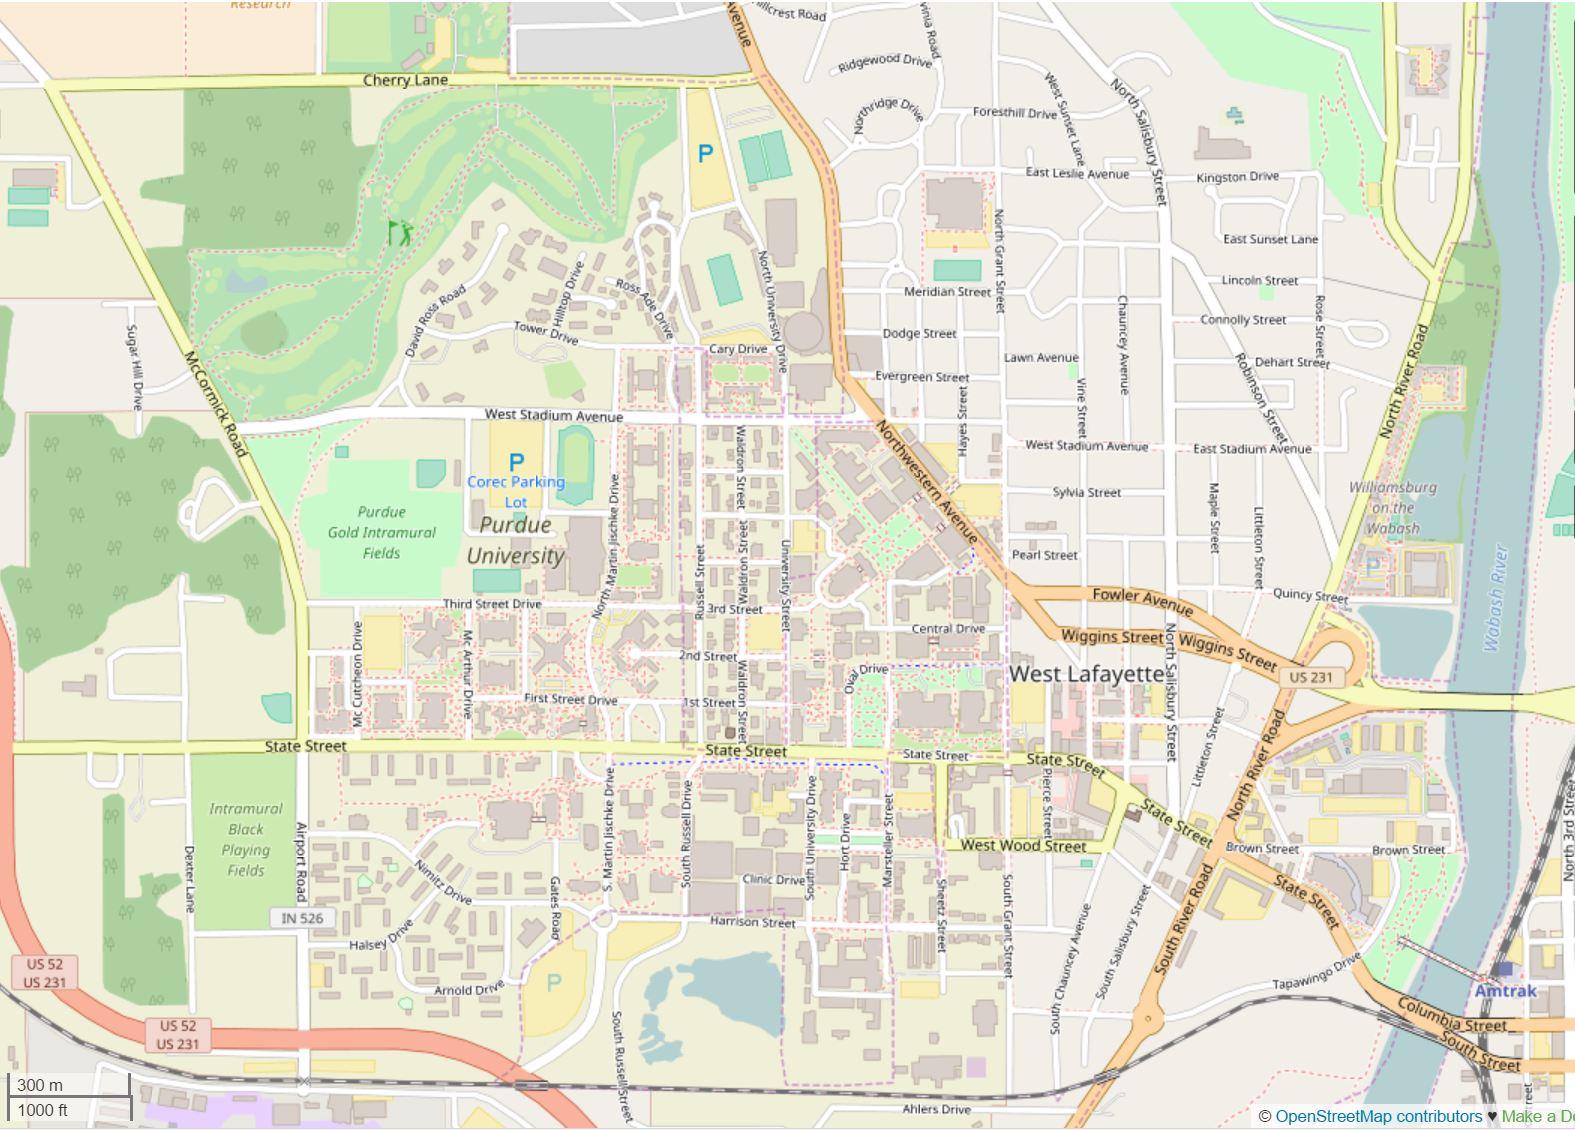 Research
Avenue
Hillcrest Road
Cherry Lane
Ridgewood Drive
Northridge Drive
Foresthill Drive
West Sunset Lane
North Salisbury Street
P
East Leslie Avenue
Kingston Drive
North Grant Street
East Sunset Lane
North University Drive
Hilltop Drive
Ross Ade Drive
David Ross Road
Lincoln Street
Meridian Street
Chauncey Avenue
Rose Street
Connolly Street
Sugar Hill Drive
Tower Drive
Dodge Street
Cary Drive
Lawn Avenue
Dehart Street
Robinson Street
North River Road
McCormick Road
Evergreen Street
Vine Street
Hayes Street
West Stadium Avenue
Northwestern Avenue
Waldron Street
West Stadium Avenue
East Stadium Avenue
P
Corec Parking
Lot
Purdue
University
Purdue
Gold Intramural
Fields
North Martin Jischke Drive
Sylvia Street
Maple Street
Littleton Street
Williamsburg
on the
Wabash
P
Waldron Street
University Street
Russell Street
Pearl Street
Wabash River
Fowler Avenue
Quincy Street
Third Street Drive
3rd Street
Central Drive
Wiggins Street
Wiggins Street
Mc Cutcheon Drive
Mc Arthur Drive
2nd Street
Waldron Street
Oval Drive
West Lafayette
North Salisbury Street
US 231
First Street Drive
1st Street
Littleton Street
North River Road
State Street
State Street
State Street
State Street
State Street
Intramural
Black
Playing
Fields
Airport Road
Dexter Lane
S. Martin Jischke Drive
South Russell Drive
South University Drive
Hort Drive
Marsteller Street
Pierce Street
West Wood Street
Brown Street
Brown Street
North 3rd Street
Nimitz Drive
Gates Road
Clinic Drive
Sheetz Street
South Grant Street
South Chauncey Avenue
South Salisbury Street
South River Road
State Street
IN 526
Harrison Street
Halsey Drive
Arnold Drive
P
Tapawingo Drive
Amtrak
US 52
US 231
US 52
US 231
South Russell Street
Columbia Street
South Street
300 m
1000 ft
Ahlers Drive
© OpenStreetMap contributors ♥ Make a Do